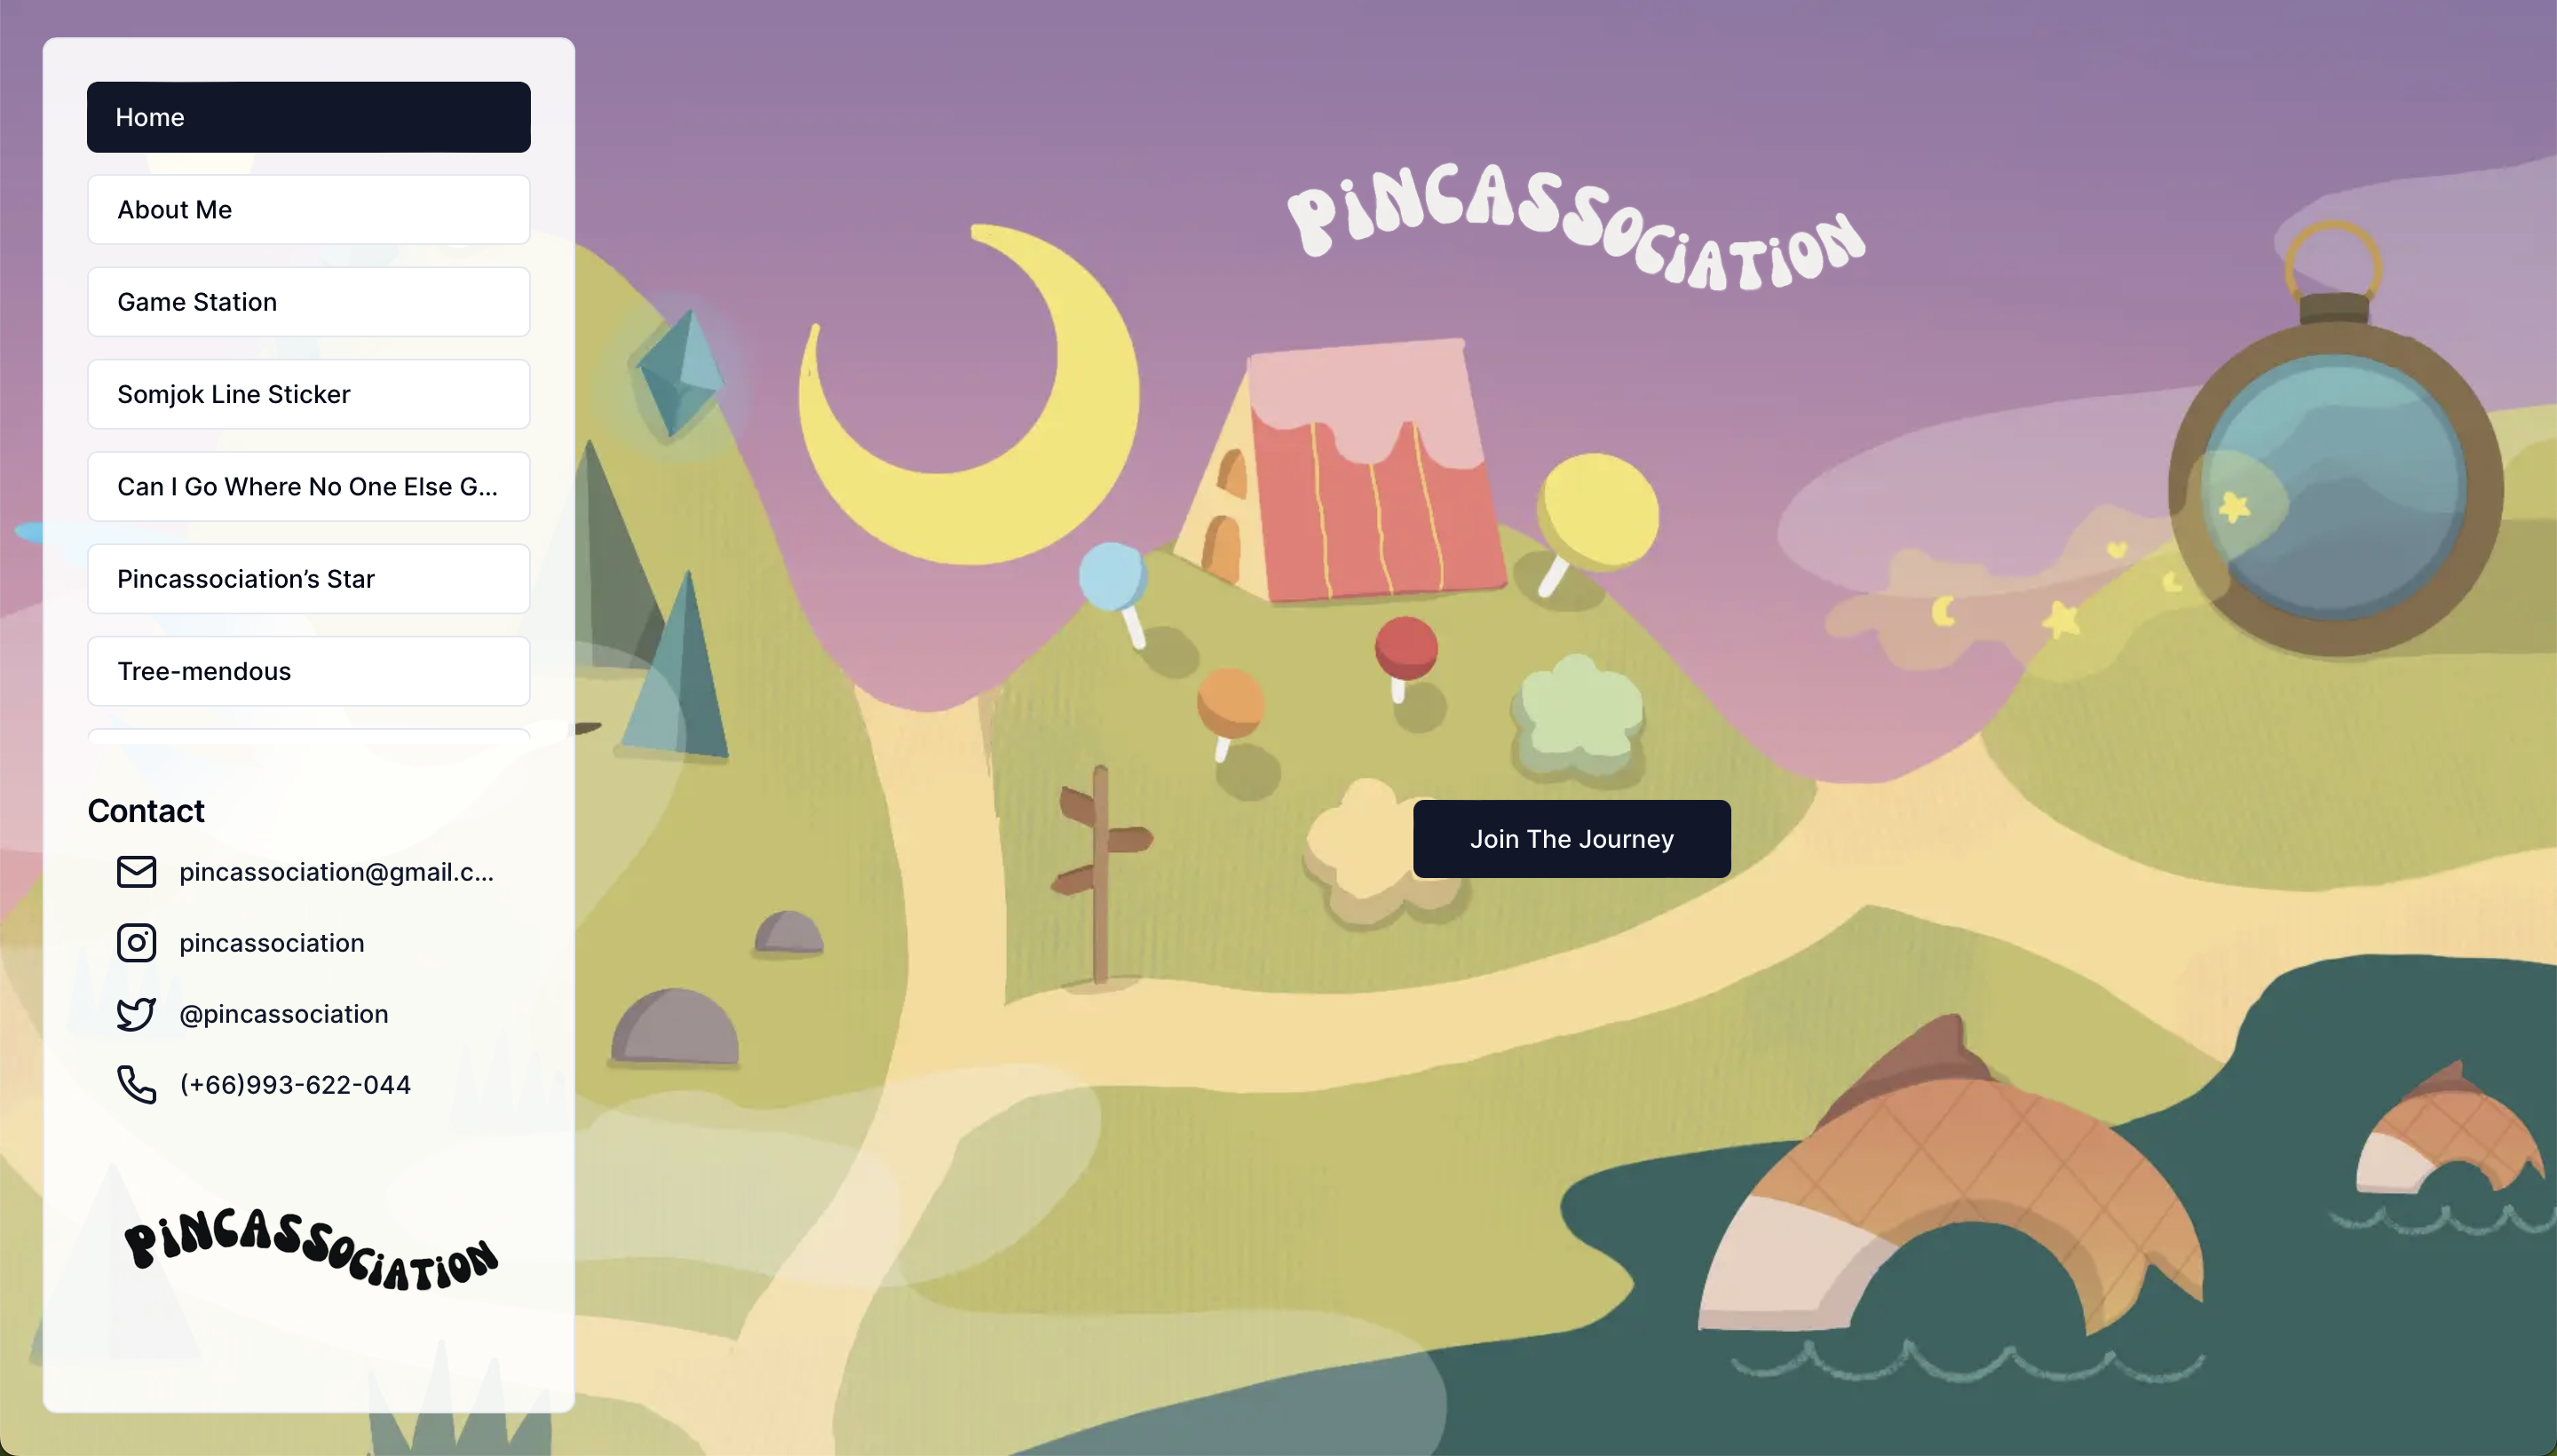 Home
About Me
Game Station
Somjok Line Sticker
Can I Go Where No One Else G...
Pincassociation’s Star
Tree-mendous
Contact
pincassociation@gmail.c...
pincassociation
@pincassociation
(+66)993-622-044
PiNCASSOCiATiON
PiNCASSOCiATiON
Join The Journey